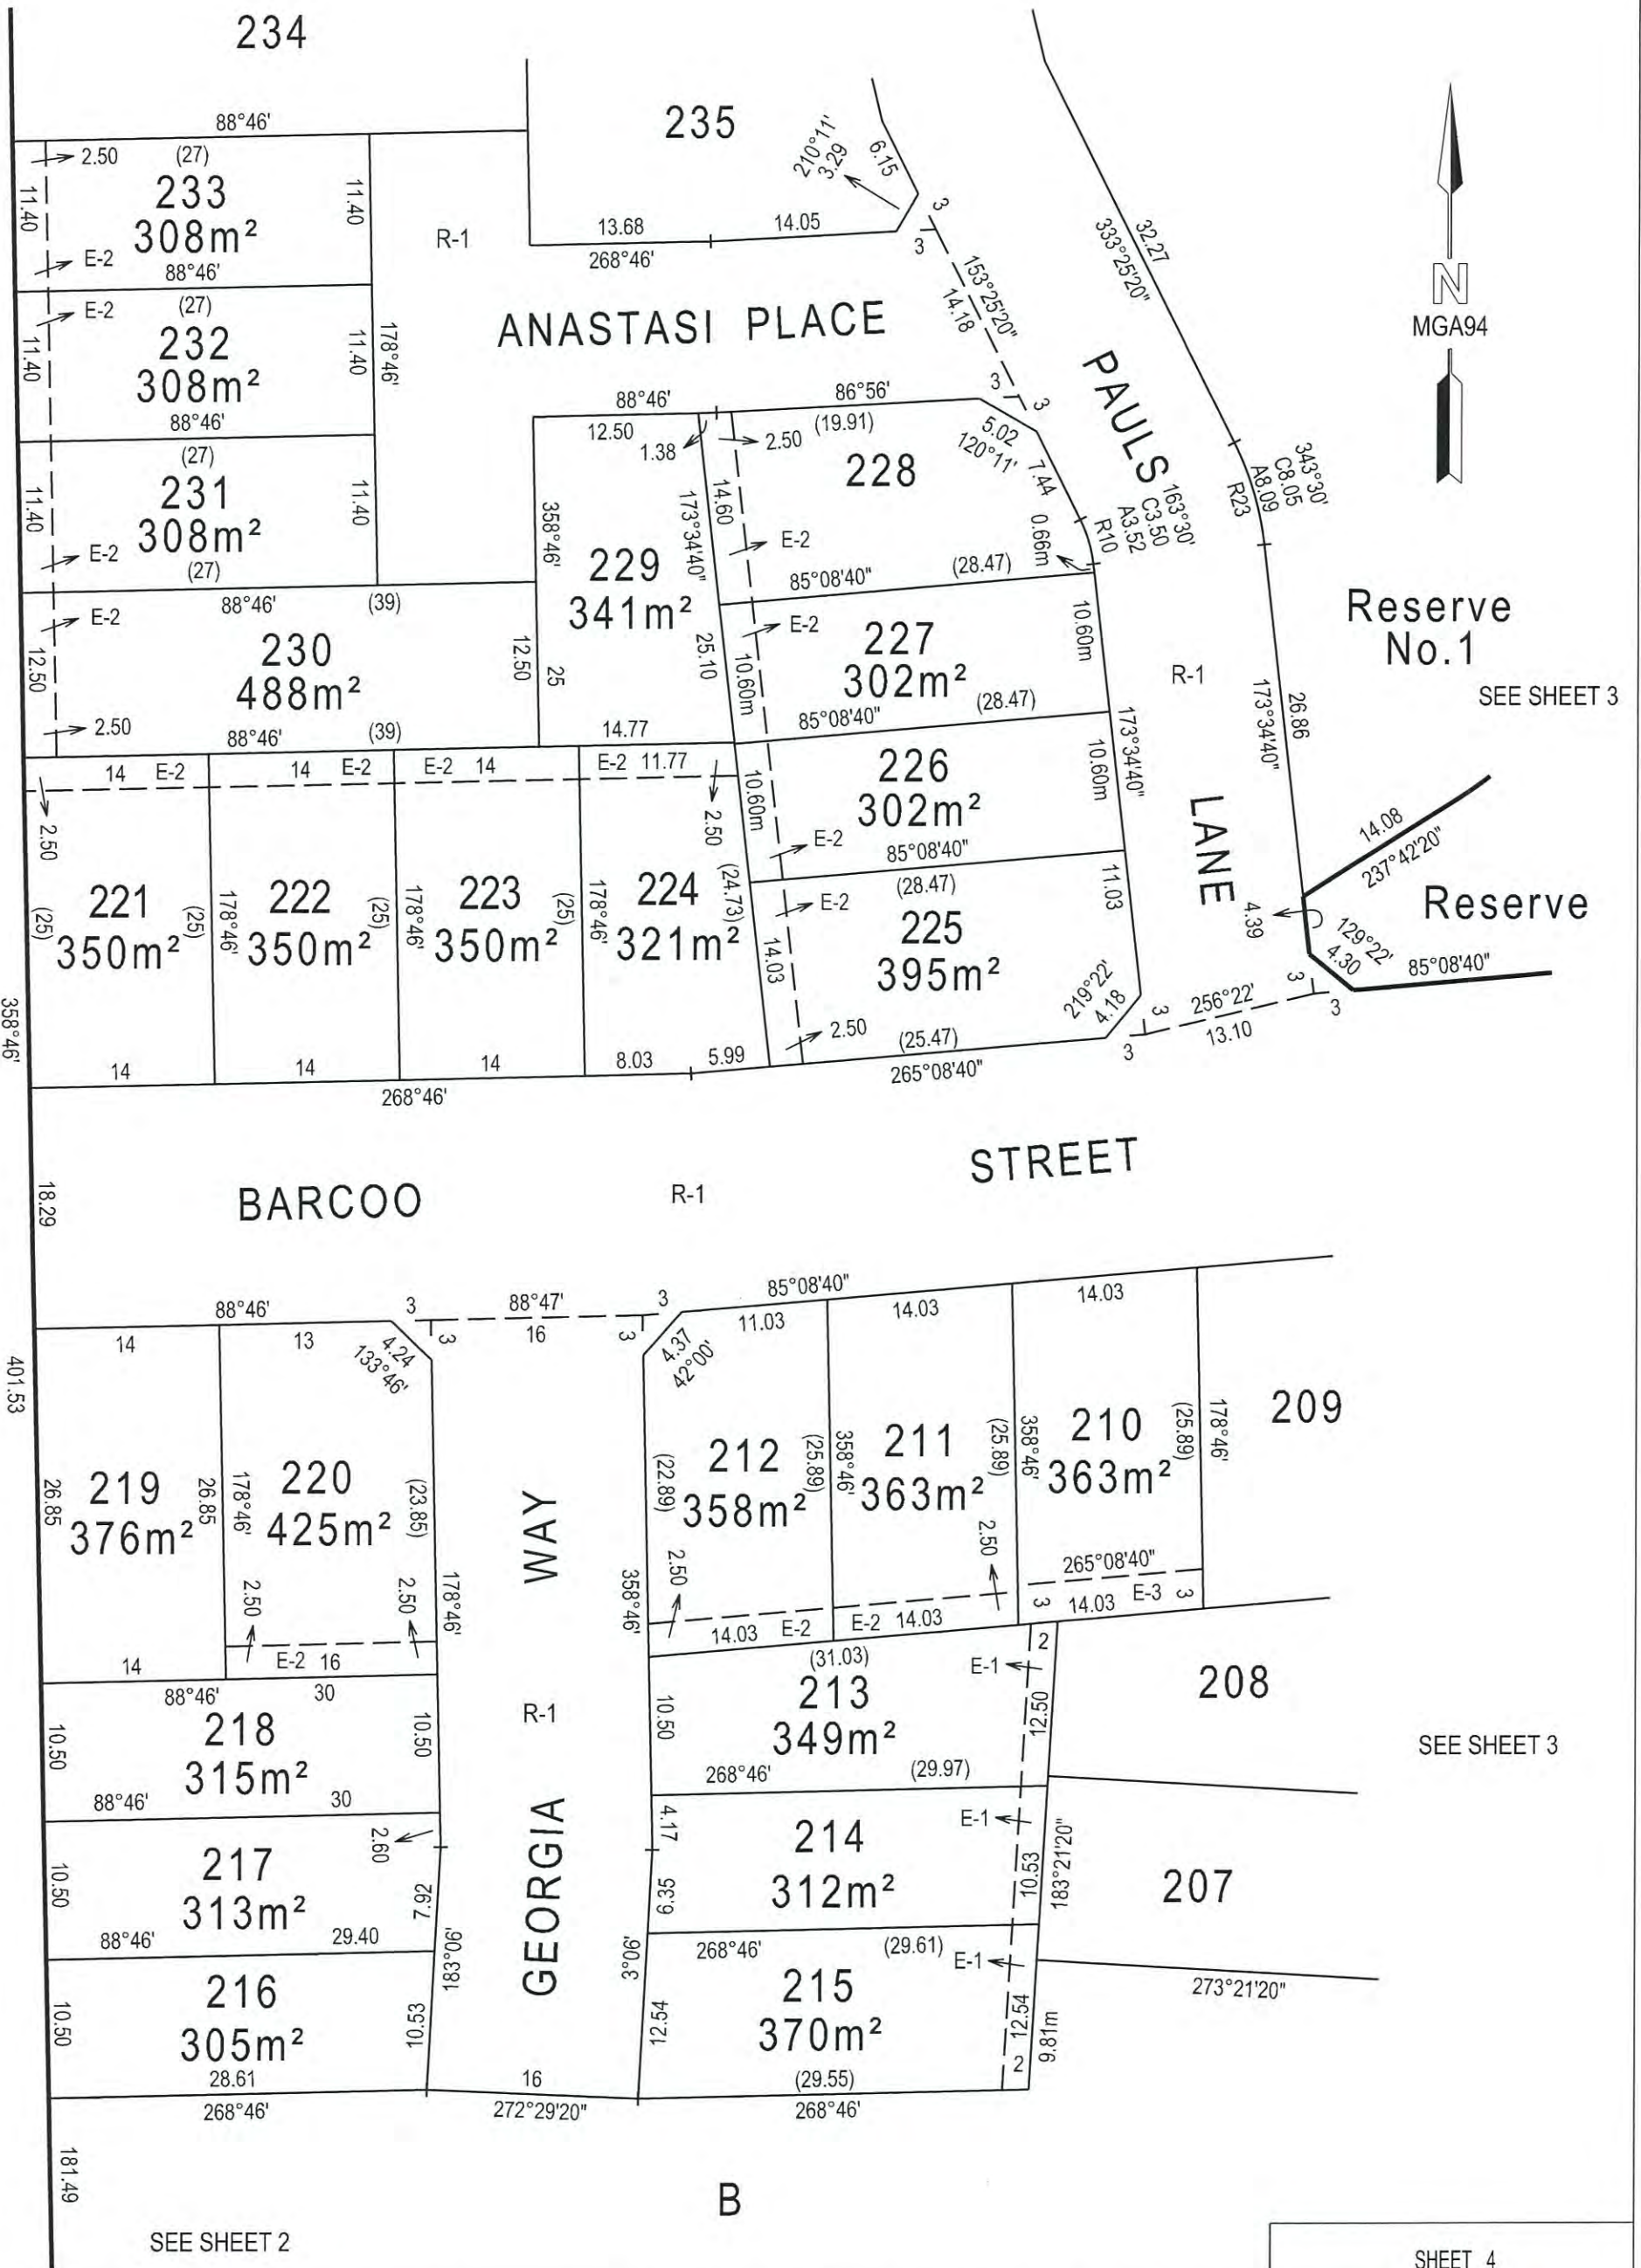 234
88°46'
2.50
(27)
11.40
233
308m²
11.40
E-2
88°46'
R-1
235
210°11'
3.29
6.15
13.68
14.05
268°46'
3
3
153°25'20"
14.18
32.27
333°25'20"
N
MGA94
E-2
(27)
11.40
232
308m²
11.40
178°46'
88°46'
ANASTASI PLACE
PAULS
(27)
11.40
231
308m²
11.40
E-2
(27)
88°46'
12.50
1.38
86°56'
(19.91)
2.50
3
3
5.02
120°11'
7.44
228
358°46'
173°34'40"
14.60
E-2
0.66m
R10
A3.52
C3.50
163°30'
R23
A8.09
C8.05
343°30'
85°08'40"
(28.47)
229
341m²
88°46'
(39)
E-2
12.50
230
488m²
12.50
25
25.10
2.50
88°46'
(39)
14.77
E-2
10.60m
227
302m²
10.60m
85°08'40"
(28.47)
R-1
173°34'40"
173°34'40"
26.86
Reserve
No.1
SEE SHEET 3
14
E-2
14
E-2
E-2
14
E-2
11.77
2.50
2.50
10.60m
226
302m²
10.60m
E-2
85°08'40"
LANE
14.08
237°42'20"
(25)
221
350m²
(25)
178°46'
222
350m²
(25)
178°46'
223
350m²
(25)
178°46'
224
321m²
(24.73)
E-2
(28.47)
225
395m²
11.03
14.03
2.50
(25.47)
219°22'
4.18
4.39
129°22'
4.30
Reserve
85°08'40"
3
3
256°22'
13.10
3
3
358°46'
14
14
14
8.03
5.99
268°46'
265°08'40"
18.29
BARCOO
R-1
STREET
88°46'
14
13
3
3
4.24
133°46'
88°47'
16
3
3
4.37
42°00'
85°08'40"
11.03
14.03
14.03
401.53
26.85
219
376m²
26.85
178°46'
220
425m²
(23.85)
2.50
2.50
178°46'
14
E-2
16
WAY
358°46'
(22.89)
212
358m²
(25.89)
358°46'
211
363m²
(25.89)
358°46'
210
363m²
(25.89)
178°46'
209
2.50
2.50
265°08'40"
14.03
E-2
E-2
14.03
3
14.03
E-3
3
88°46'
30
10.50
218
315m²
10.50
88°46'
30
R-1
(31.03)
10.50
213
349m²
E-1
2
12.50
268°46'
(29.97)
208
SEE SHEET 3
10.50
217
313m²
2.60
7.92
88°46'
29.40
GEORGIA
4.17
6.35
214
312m²
E-1
10.53
183°21'20"
207
183°06'
3°06'
268°46'
(29.61)
E-1
10.50
216
305m²
10.53
28.61
268°46'
16
272°29'20"
12.54
215
370m²
(29.55)
268°46'
12.54
2
9.81m
273°21'20"
181.49
B
SEE SHEET 2
SHEET 4